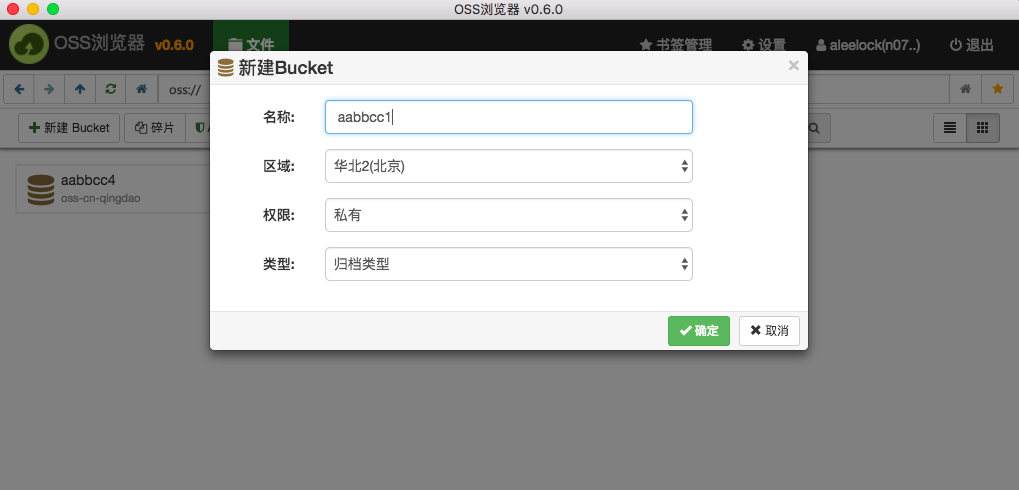 OSS浏览器 v0.6.0
OSS浏览器 v0.6.0 文件 书签管理 设置 aleelock(n07..) 退出
oss://
新建 Bucket 碎片
aabbcc4
oss-cn-qingdao
新建Bucket ×
名称: aabbcc1
区域: 华北2(北京)
权限: 私有
类型: 归档类型
确定 取消